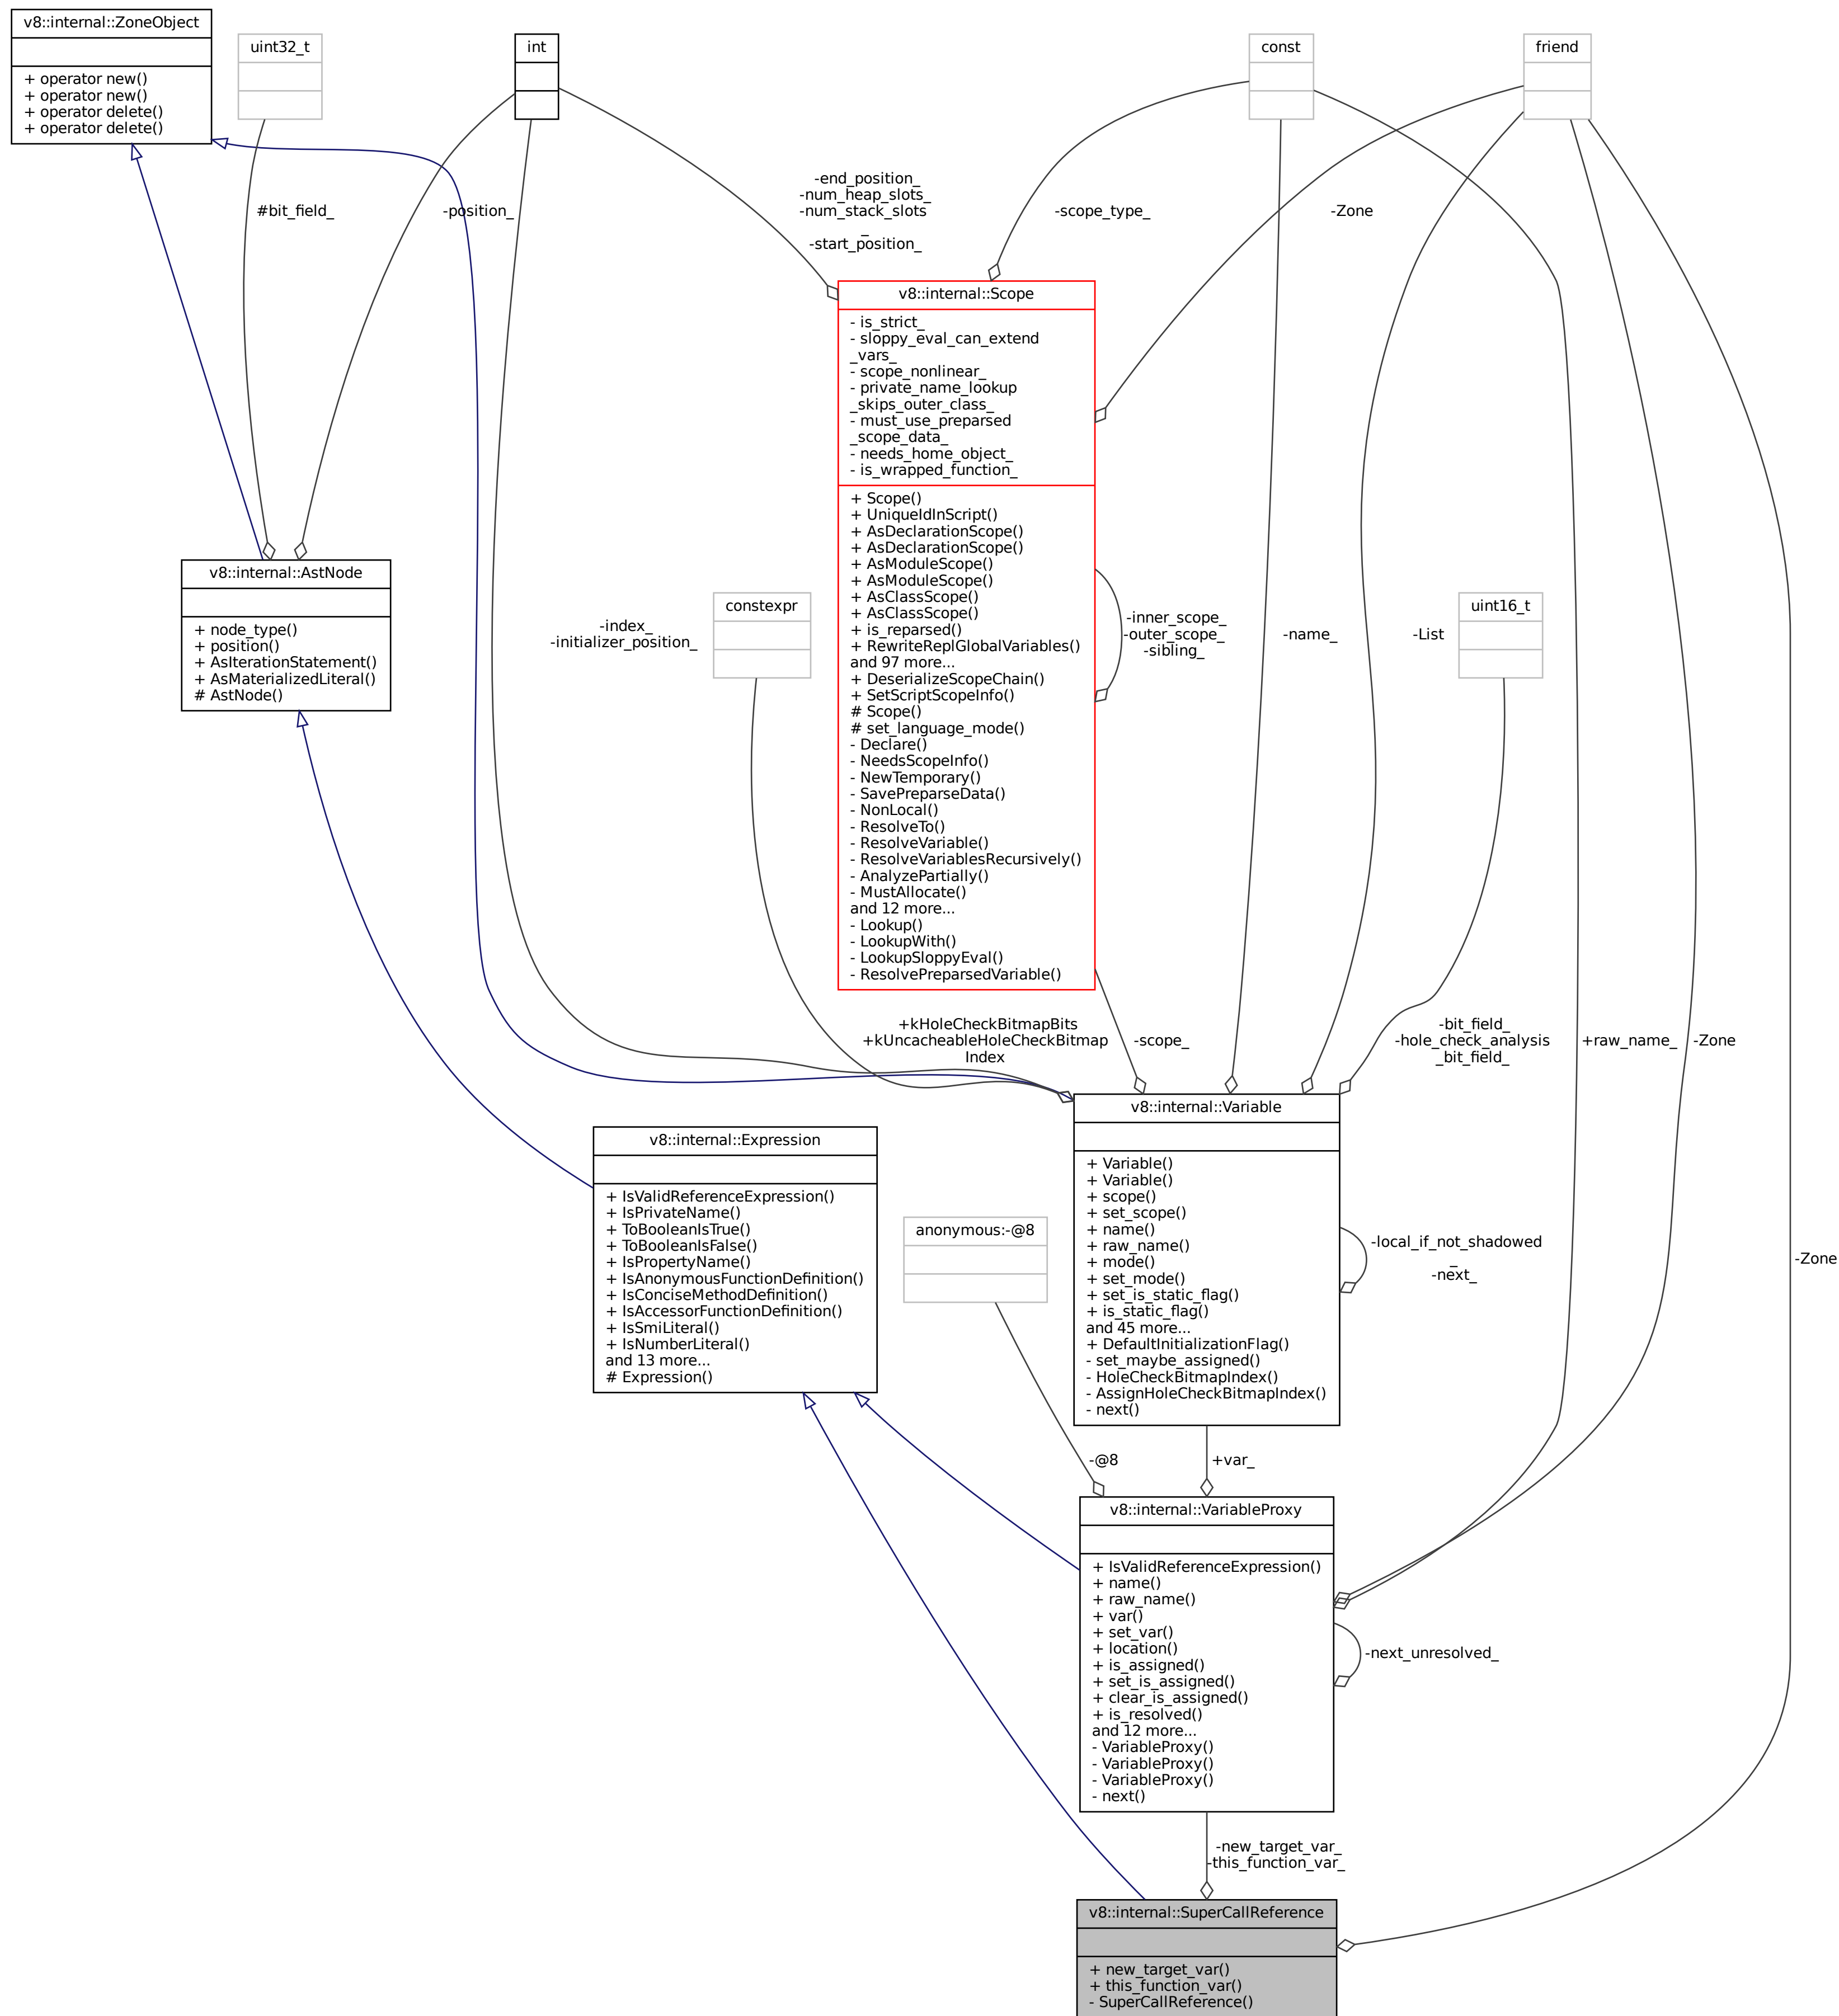 v8::internal::ZoneObject
+ operator new()
+ operator new()
+ operator delete()
+ operator delete()
uint32_t
int
const
friend
#bit_field_
-position_
-end_position_
-num_heap_slots_
-num_stack_slots
_
-start_position_
-scope_type_
-Zone
v8::internal::Scope
- is_strict_
- sloppy_eval_can_extend
_vars_
- scope_nonlinear_
- private_name_lookup
_skips_outer_class_
- must_use_preparsed
_scope_data_
- needs_home_object_
- is_wrapped_function_
+ Scope()
+ UniqueIdInScript()
+ AsDeclarationScope()
+ AsDeclarationScope()
+ AsModuleScope()
+ AsModuleScope()
+ AsClassScope()
+ AsClassScope()
+ is_reparsed()
+ RewriteReplGlobalVariables()
and 97 more...
+ DeserializeScopeChain()
+ SetScriptScopeInfo()
# Scope()
# set_language_mode()
- Declare()
- NeedsScopeInfo()
- NewTemporary()
- SavePreparseData()
- NonLocal()
- ResolveTo()
- ResolveVariable()
- ResolveVariablesRecursively()
- AnalyzePartially()
- MustAllocate()
and 12 more...
- Lookup()
- LookupWith()
- LookupSloppyEval()
- ResolvePreparsedVariable()
v8::internal::AstNode
+ node_type()
+ position()
+ AsIterationStatement()
+ AsMaterializedLiteral()
# AstNode()
-index_
-initializer_position_
constexpr
-inner_scope_
-outer_scope_
-sibling_
-name_
-List
uint16_t
+kHoleCheckBitmapBits
+kUncacheableHoleCheckBitmap
Index
-scope_
-bit_field_
-hole_check_analysis
_bit_field_
+raw_name_
-Zone
v8::internal::Variable
+ Variable()
+ Variable()
+ scope()
+ set_scope()
+ name()
+ raw_name()
+ mode()
+ set_mode()
+ set_is_static_flag()
+ is_static_flag()
and 45 more...
+ DefaultInitializationFlag()
- set_maybe_assigned()
- HoleCheckBitmapIndex()
- AssignHoleCheckBitmapIndex()
- next()
v8::internal::Expression
+ IsValidReferenceExpression()
+ IsPrivateName()
+ ToBooleanIsTrue()
+ ToBooleanIsFalse()
+ IsPropertyName()
+ IsAnonymousFunctionDefinition()
+ IsConciseMethodDefinition()
+ IsAccessorFunctionDefinition()
+ IsSmiLiteral()
+ IsNumberLiteral()
and 13 more...
# Expression()
anonymous:-@8
-local_if_not_shadowed
_
-next_
-Zone
-@8
+var_
v8::internal::VariableProxy
+ IsValidReferenceExpression()
+ name()
+ raw_name()
+ var()
+ set_var()
+ location()
+ is_assigned()
+ set_is_assigned()
+ clear_is_assigned()
+ is_resolved()
and 12 more...
- VariableProxy()
- VariableProxy()
- VariableProxy()
- next()
-next_unresolved_
-new_target_var_
-this_function_var_
v8::internal::SuperCallReference
+ new_target_var()
+ this_function_var()
- SuperCallReference()